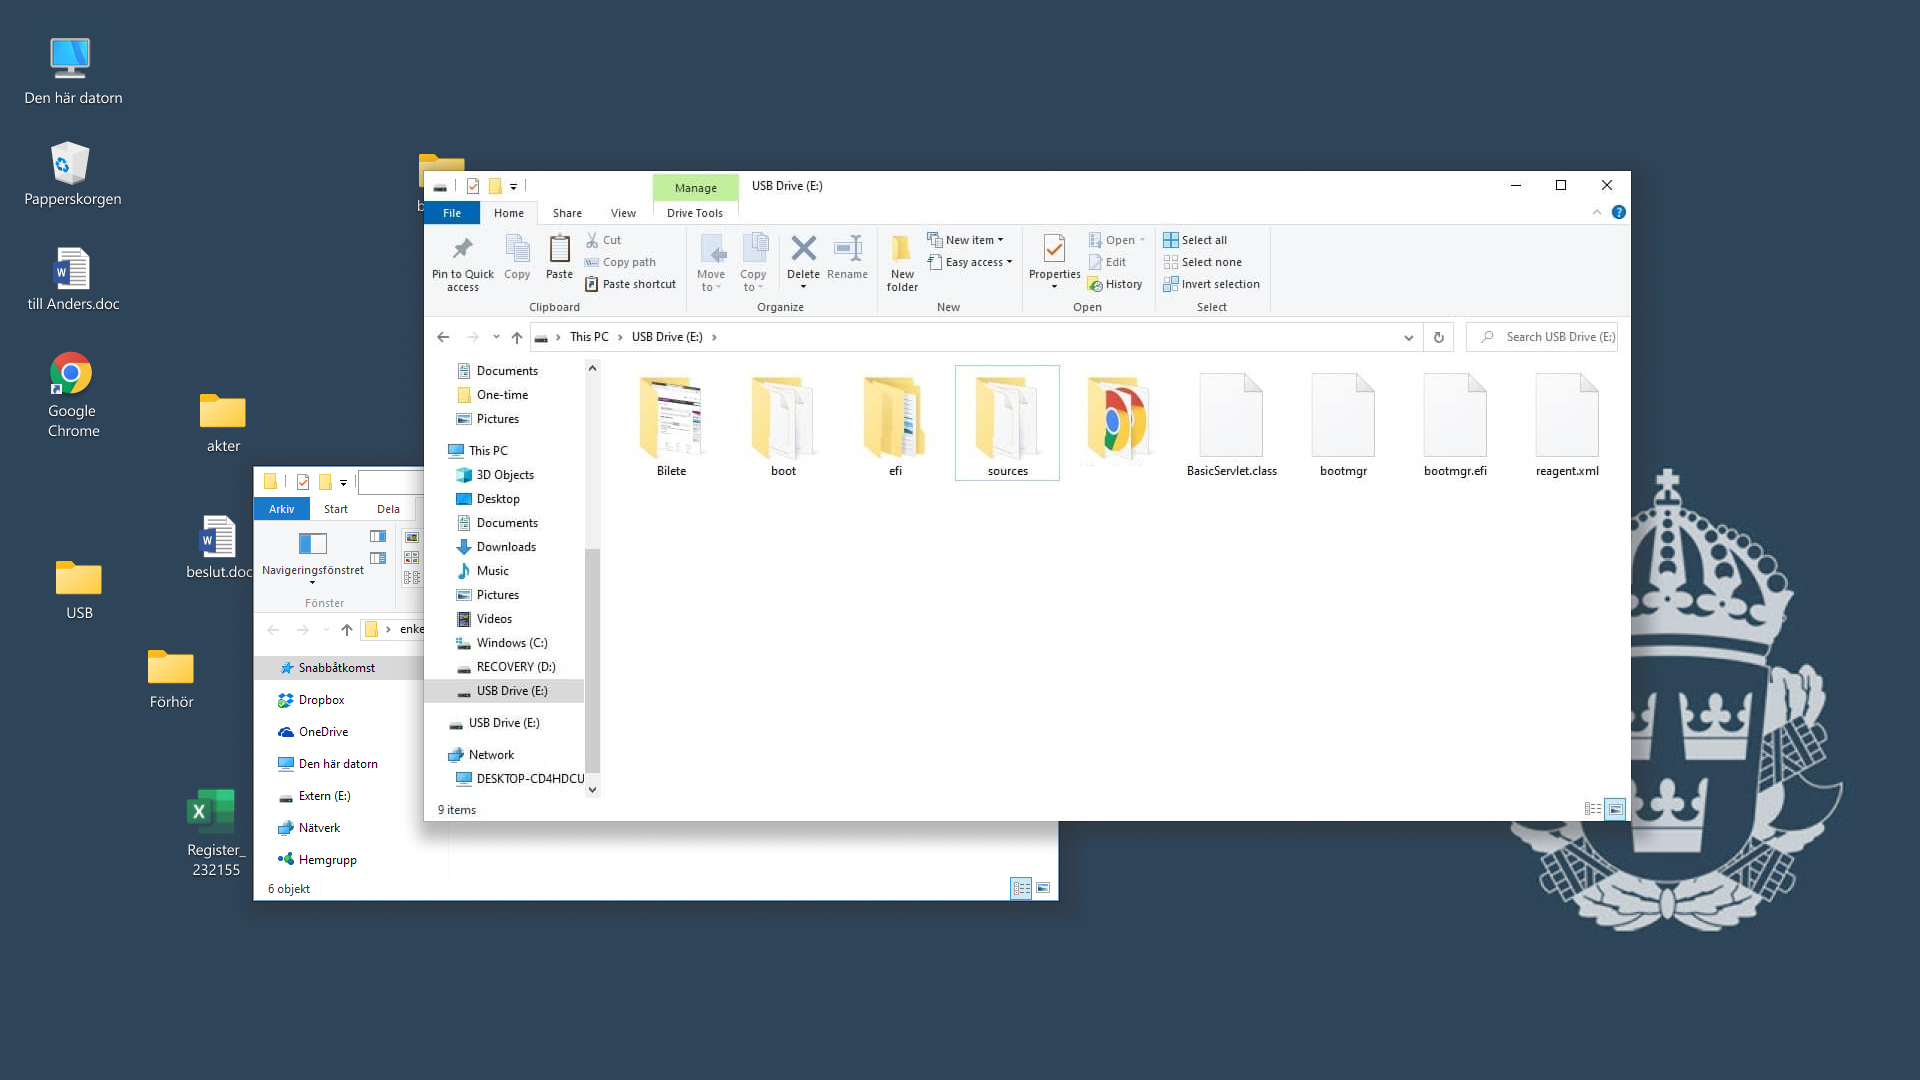 Den här datorn
Papperskorgen
till Anders.doc
Google
Chrome
akter
beslut.doc
USB
Förhör
Register_
232155
Manage
USB Drive (E:)
File
Home
Share
View
Drive Tools
Pin to Quick
access
Copy
Paste
Cut
Copy path
Paste shortcut
Clipboard
Move
to
Copy
to
Delete
Rename
Organize
New
folder
New item
Easy access
New
Properties
Open
Edit
History
Open
Select all
Select none
Invert selection
Select
This PC
USB Drive (E:)
Search USB Drive (E:)
Documents
One-time
Pictures
This PC
3D Objects
Desktop
Documents
Downloads
Music
Pictures
Videos
Windows (C:)
RECOVERY (D:)
USB Drive (E:)
USB Drive (E:)
Network
DESKTOP-CD4HDCU
Bilete
boot
efi
sources
BasicServlet.class
bootmgr
bootmgr.efi
reagent.xml
9 items
Arkiv
Start
Dela
Navigeringsfönstret
Fönster
enke
Snabbåtkomst
Dropbox
OneDrive
Den här datorn
Extern (E:)
Nätverk
Hemgrupp
6 objekt